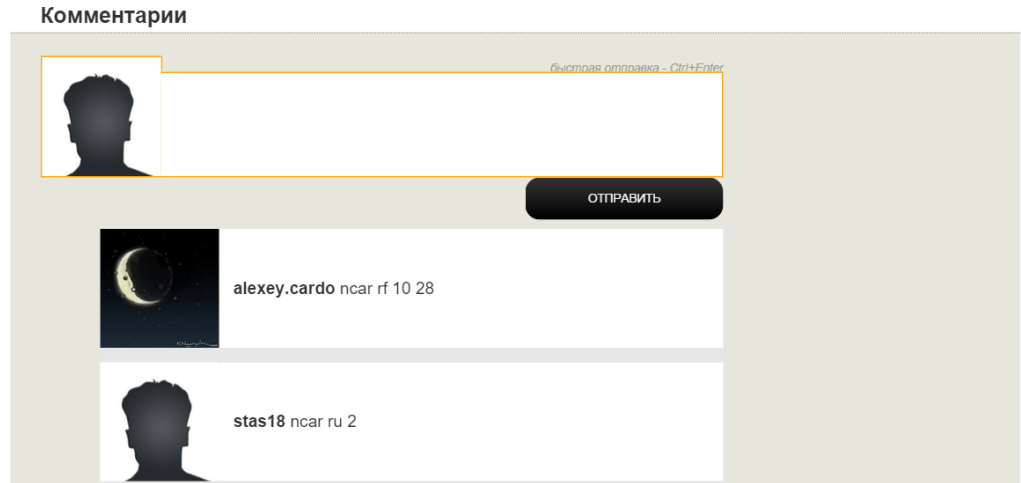 Комментарии
быстрая отправка - Ctrl+Enter
ОТПРАВИТЬ
alexey.cardo ncar rf 10 28
stas18 ncar ru 2